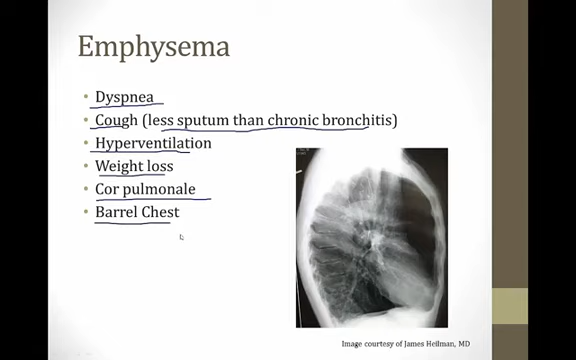 Emphysema
• Dyspnea
• Cough (less sputum than chronic bronchitis)
• Hyperventilation
• Weight loss
• Cor pulmonale
• Barrel Chest
Image courtesy of James Heilman, MD